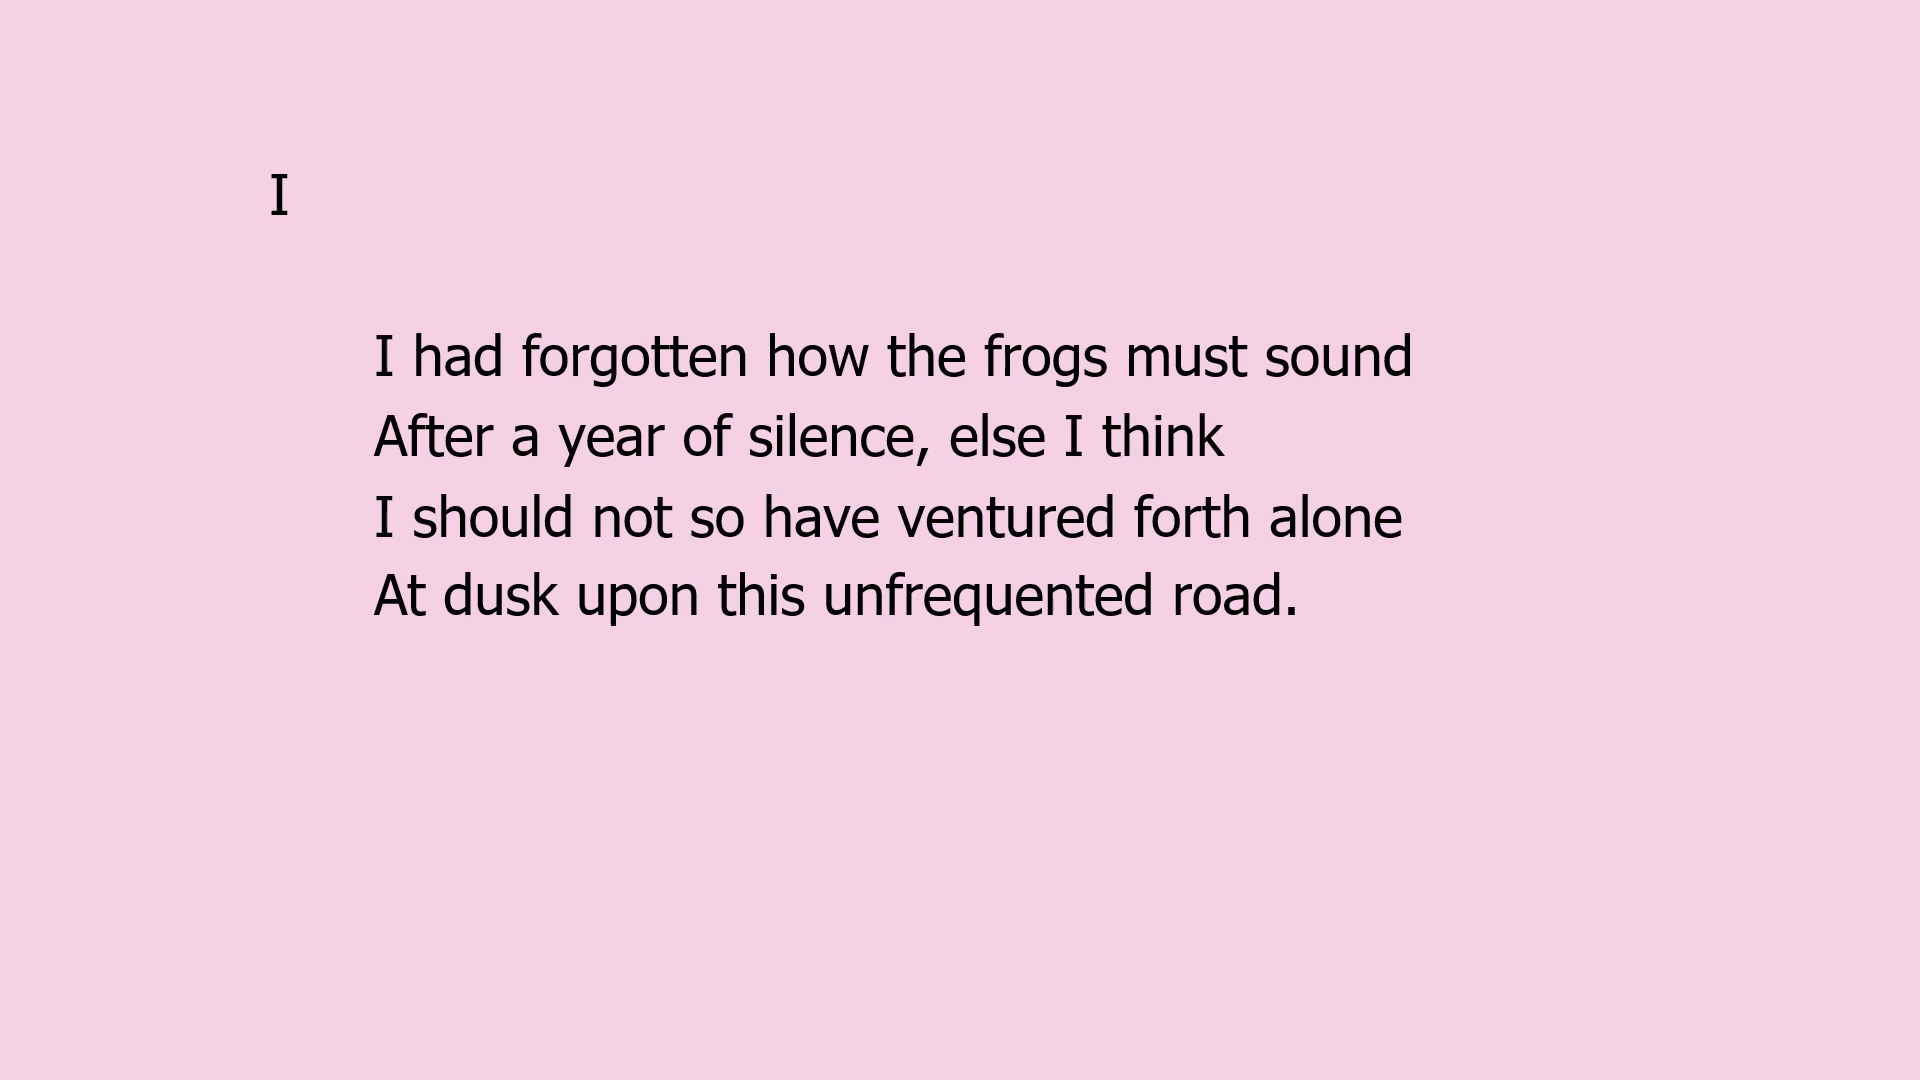 I
I had forgotten how the frogs must sound
After a year of silence, else I think
I should not so have ventured forth alone
At dusk upon this unfrequented road.